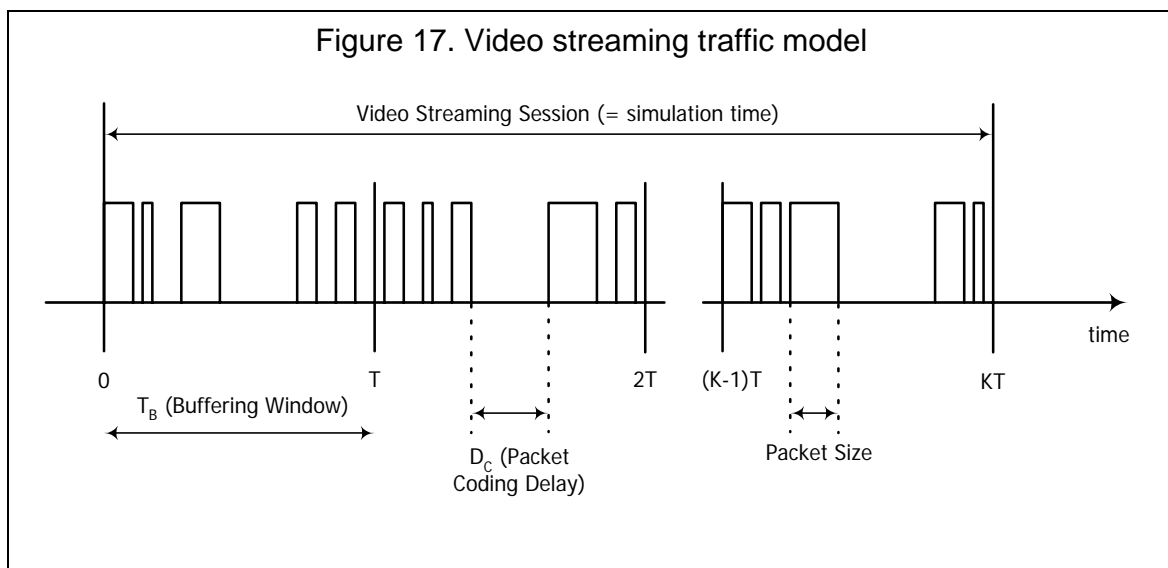 Figure 17. Video streaming traffic model
Video Streaming Session (= simulation time)
time
0
T
2T
(K-1)T
KT
T_B (Buffering Window)
D_C (Packet
Coding Delay)
Packet Size